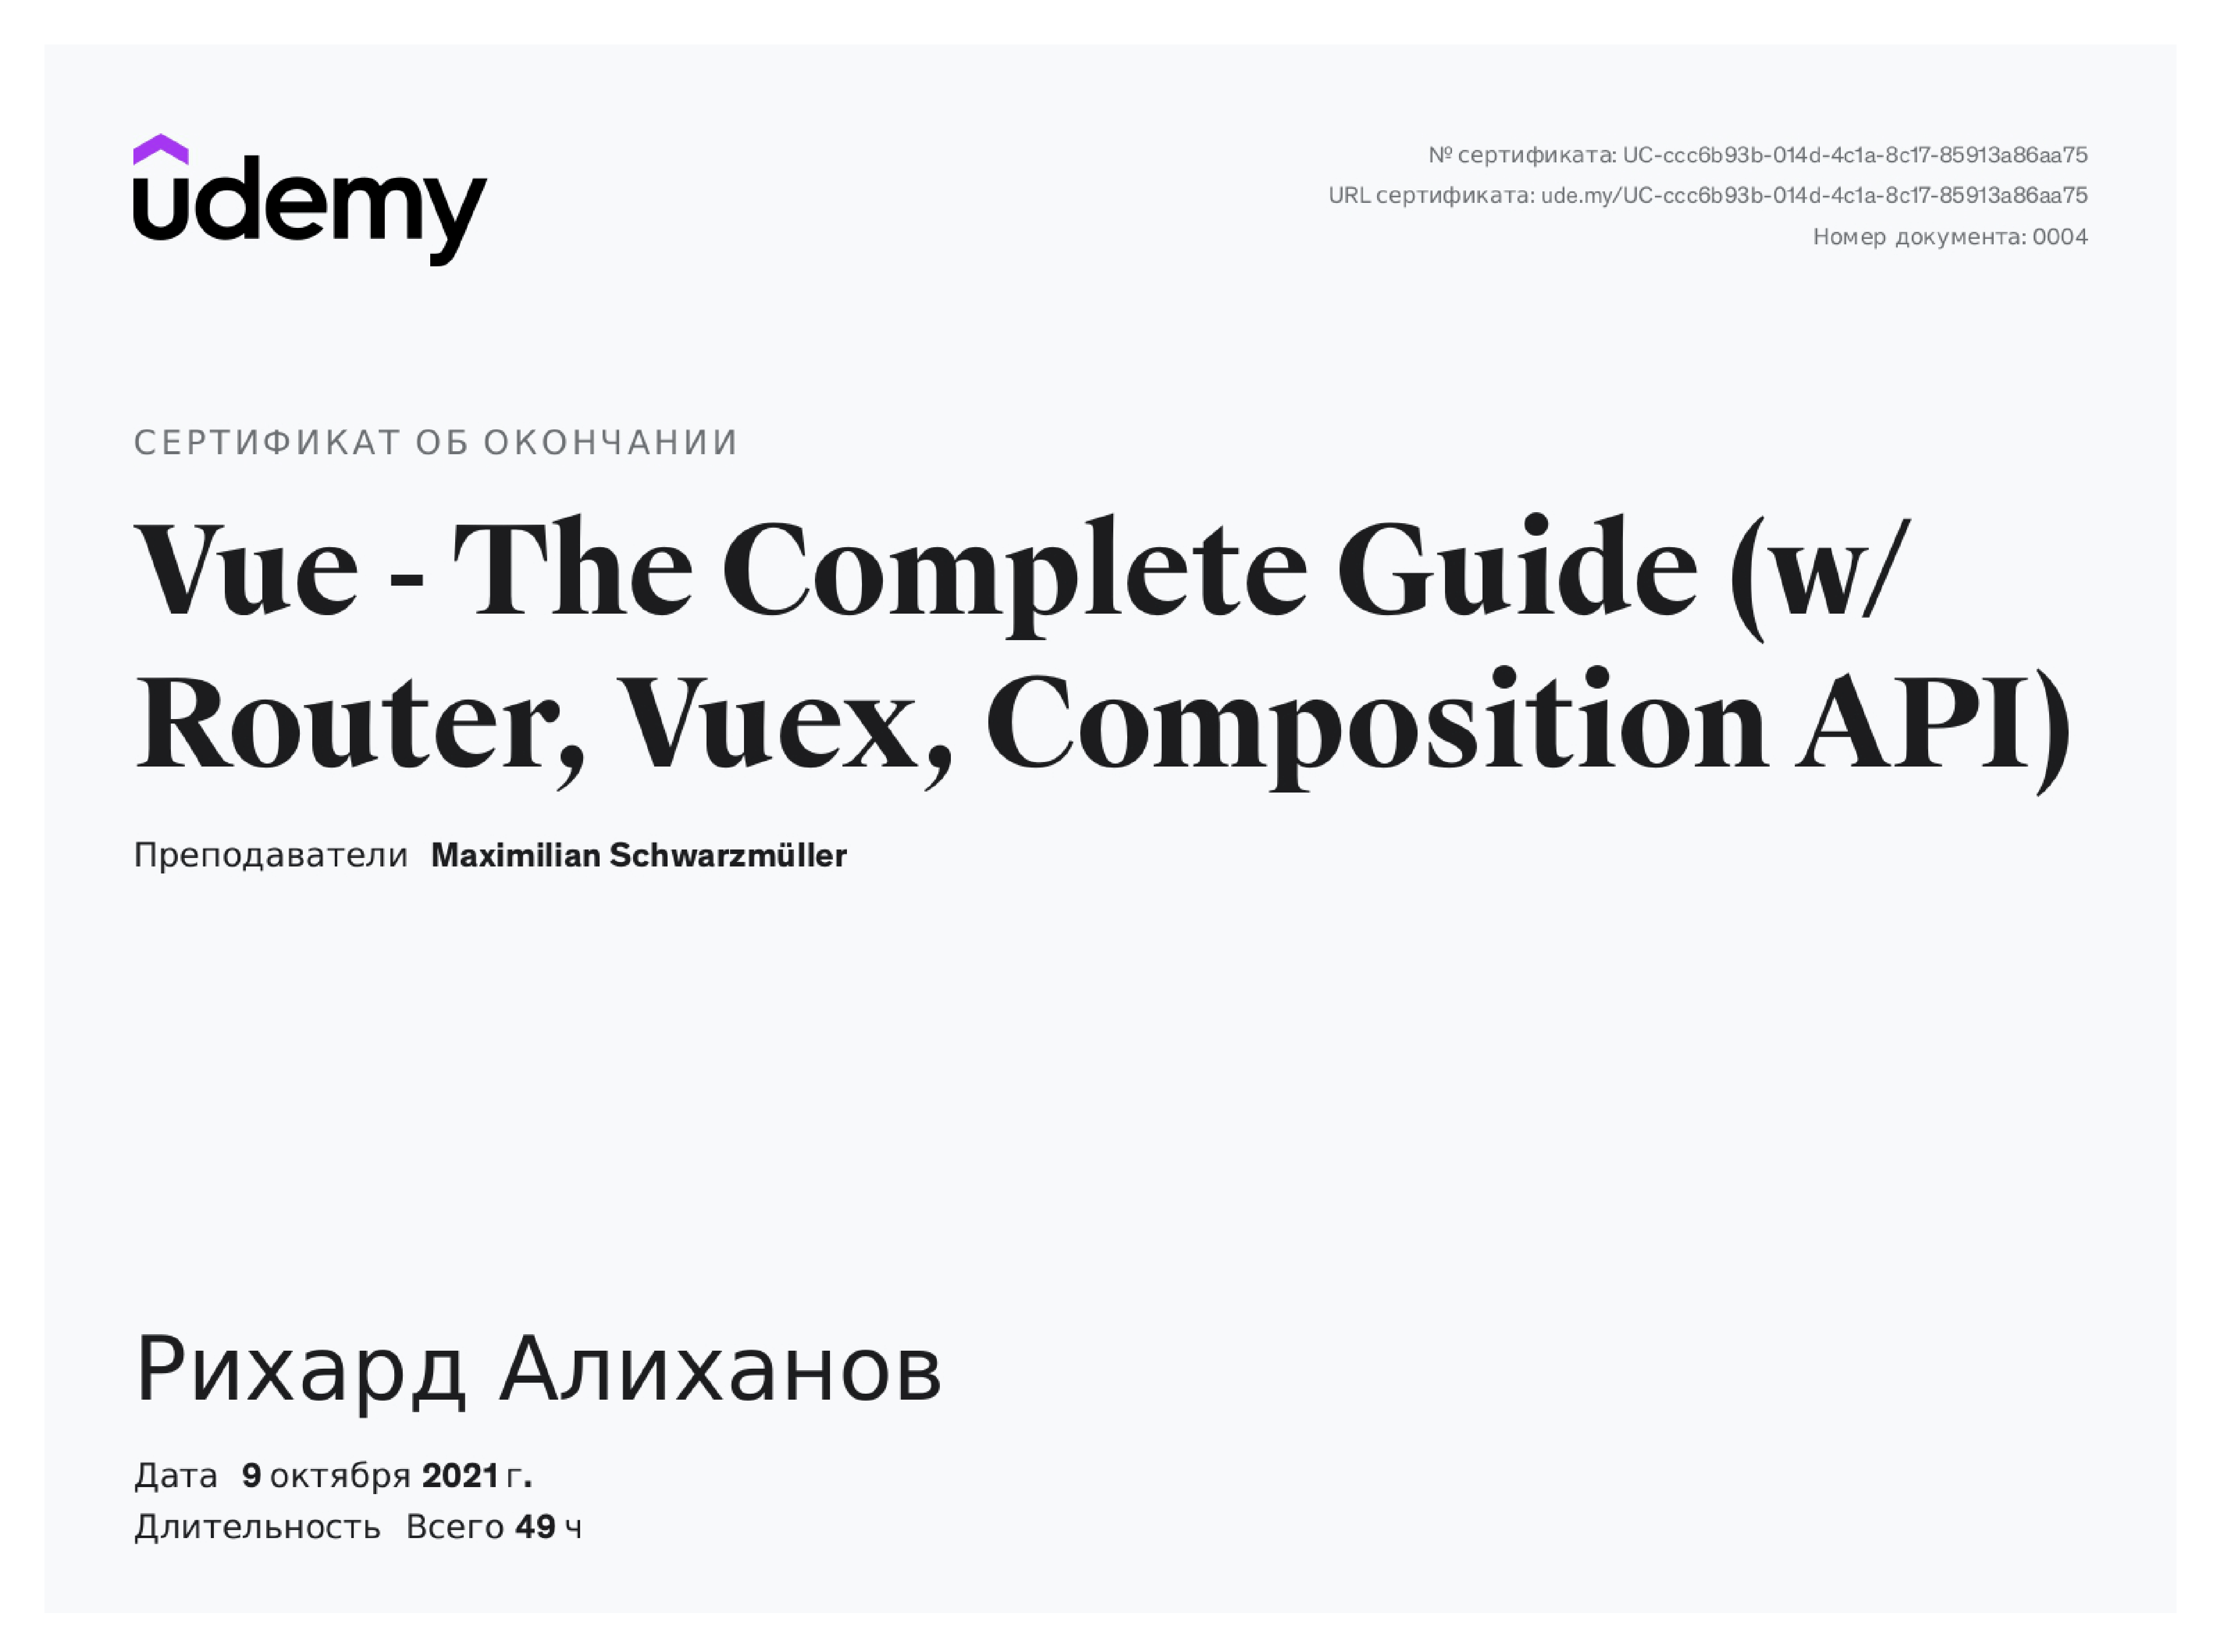 udemy
№ сертификата: UC-ccc6b93b-014d-4c1a-8c17-85913a86aa75
URL сертификата: ude.my/UC-ccc6b93b-014d-4c1a-8c17-85913a86aa75
Номер документа: 0004
СЕРТИФИКАТ ОБ ОКОНЧАНИИ
Vue - The Complete Guide (w/
Router, Vuex, Composition API)
Преподаватели Maximilian Schwarzmüller
Рихард Алиханов
Дата 9 октября 2021 г.
Длительность Всего 49 ч